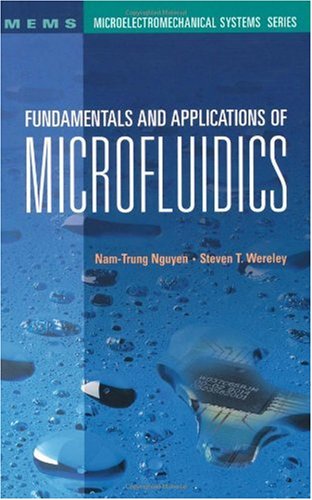 MEMS MICROELECTROMECHANICAL SYSTEMS SERIES
FUNDAMENTALS AND APPLICATIONS OF
MICROFLUIDICS
Nam-Trung Nguyen · Steven T. Wereley